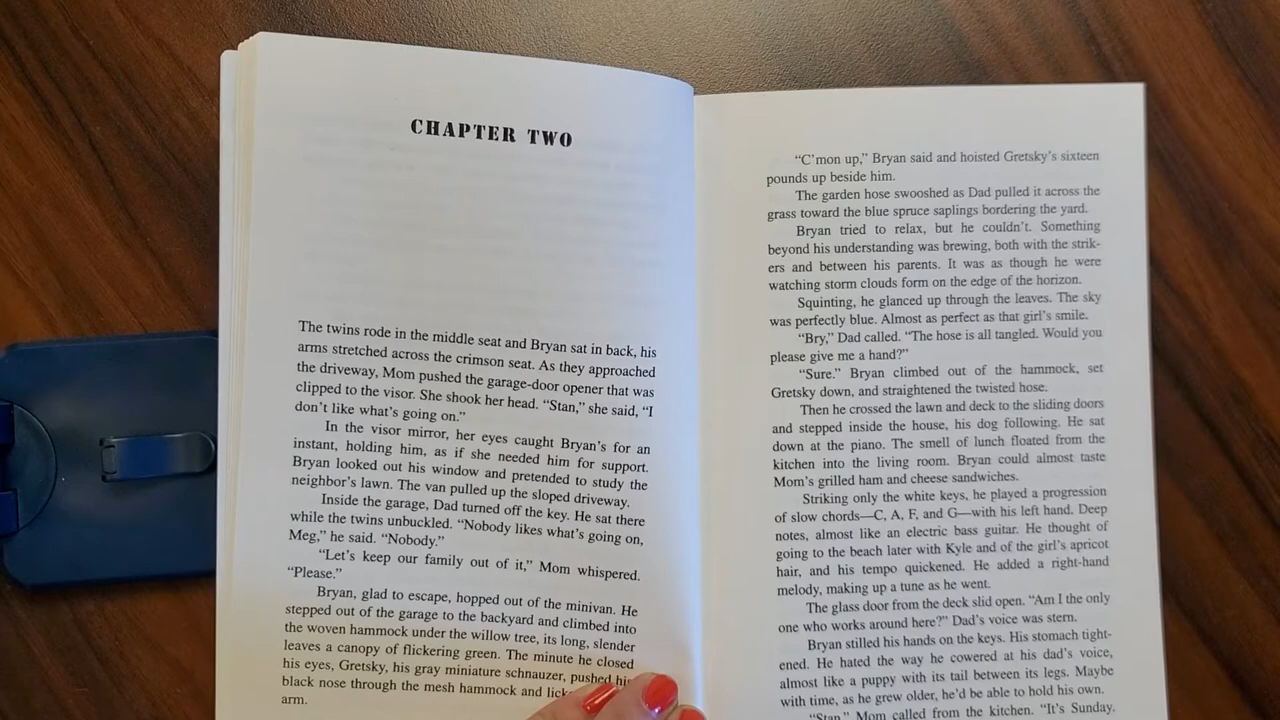 CHAPTER TWO
The twins rode in the middle seat and Bryan sat in back, his
arms stretched across the crimson seat. As they approached
the driveway, Mom pushed the garage-door opener that was
clipped to the visor. She shook her head. “Stan,” she said, “I
don’t like what’s going on.”
In the visor mirror, her eyes caught Bryan’s for an
instant, holding him, as if she needed him for support.
Bryan looked out his window and pretended to study the
neighbor’s lawn. The van pulled up the sloped driveway.
Inside the garage, Dad turned off the key. He sat there
while the twins unbuckled. “Nobody likes what’s going on,
Meg,” he said. “Nobody.”
“Let’s keep our family out of it,” Mom whispered.
“Please.”
Bryan, glad to escape, hopped out of the minivan. He
stepped out of the garage to the backyard and climbed into
the woven hammock under the willow tree, its long, slender
leaves a canopy of flickering green. The minute he closed
his eyes, Gretsky, his gray miniature schnauzer, pushed his
black nose through the mesh hammock and
arm.
“C’mon up,” Bryan said and hoisted Gretsky’s sixteen
pounds up beside him.
The garden hose swooshed as Dad pulled it across the
grass toward the blue spruce saplings bordering the yard.
Bryan tried to relax, but he couldn’t. Something
beyond his understanding was brewing, both with the strik-
ers and between his parents. It was as though he were
watching storm clouds form on the edge of the horizon.
Squinting, he glanced up through the leaves. The sky
was perfectly blue. Almost as perfect as that girl’s smile.
“Bry,” Dad called. “The hose is all tangled. Would you
please give me a hand?”
“Sure.” Bryan climbed out of the hammock, set
Gretsky down, and straightened the twisted hose.
Then he crossed the lawn and deck to the sliding doors
and stepped inside the house, his dog following. He sat
down at the piano. The smell of lunch floated from the
kitchen into the living room. Bryan could almost taste
Mom’s grilled ham and cheese sandwiches.
Striking only the white keys, he played a progression
of slow chords—C, A, F, and G—with his left hand. Deep
notes, almost like an electric bass guitar. He thought of
going to the beach later with Kyle and of the girl’s apricot
hair, and his tempo quickened. He added a right-hand
melody, making up a tune as he went.
The glass door from the deck slid open. “Am I the only
one who works around here?” Dad’s voice was stern.
Bryan stilled his hands on the keys. His stomach tight-
ened. He hated the way he cowered at his dad’s voice,
almost like a puppy with its tail between its legs. Maybe
with time, as he grew older, he’d be able to hold his own.
“Stan,” Mom called from the kitchen. “It’s Sunday.